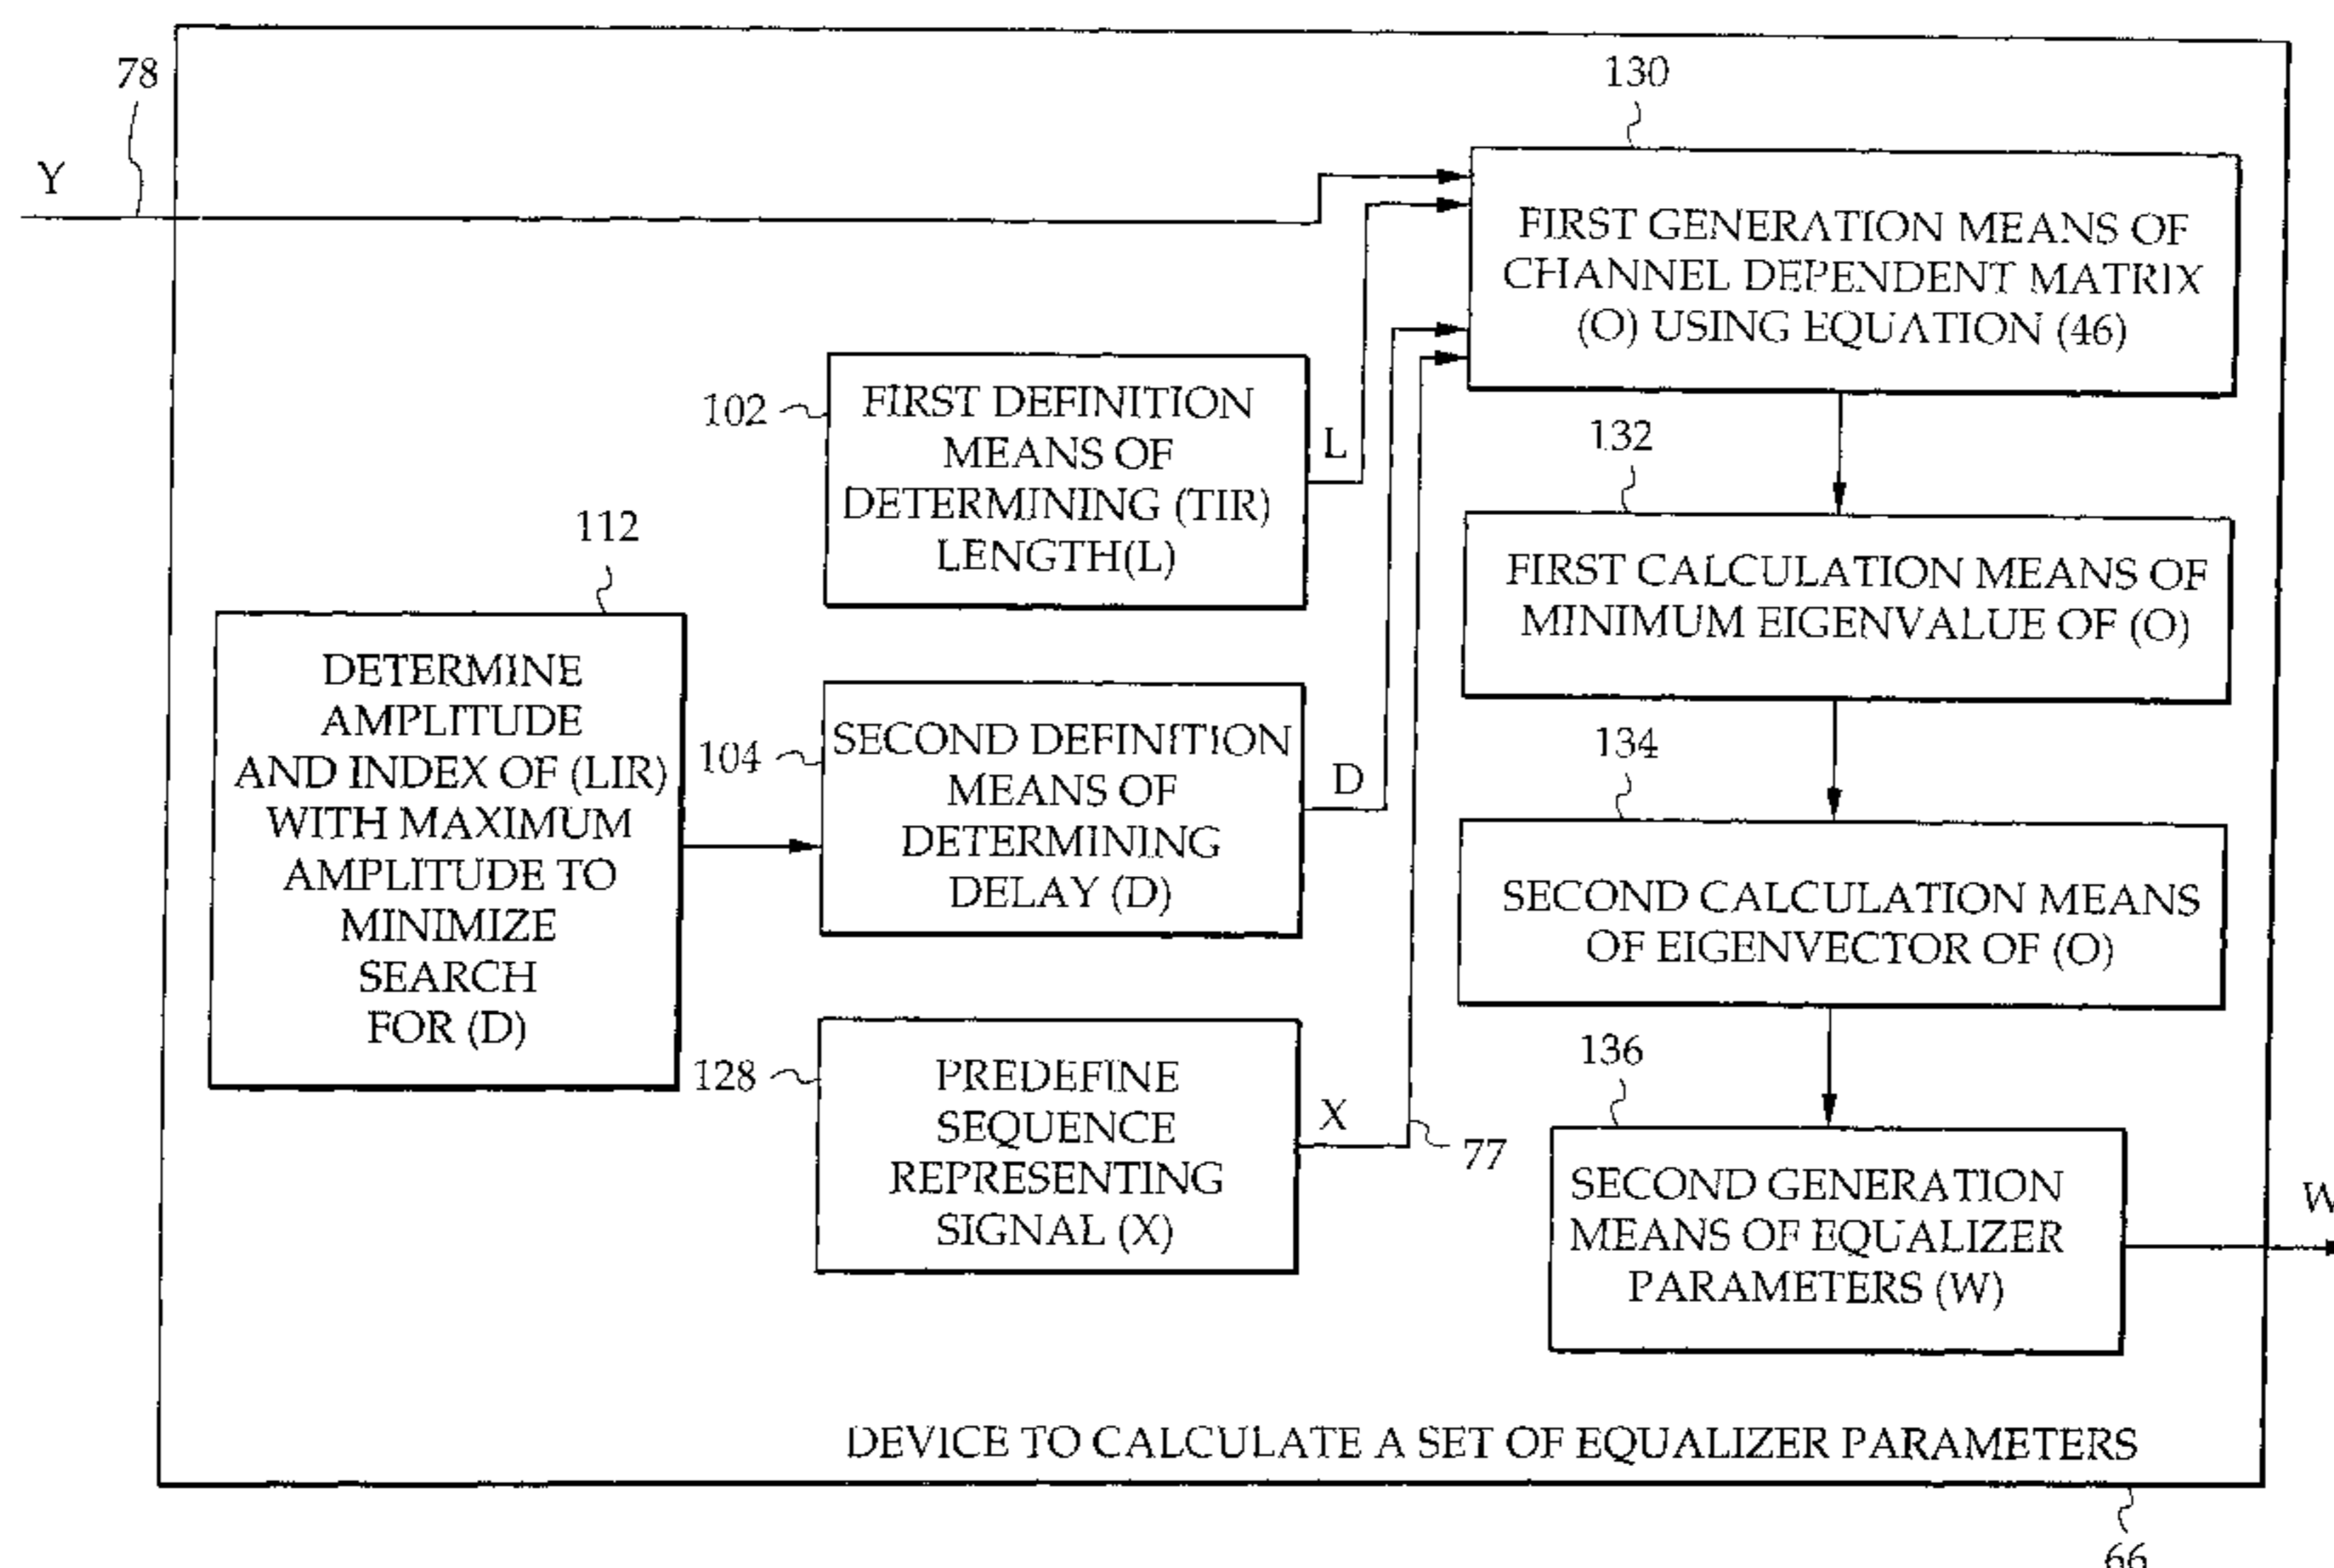 78
Y
130
FIRST GENERATION MEANS OF
CHANNEL DEPENDENT MATRIX
(O) USING EQUATION (46)
102
FIRST DEFINITION
MEANS OF
DETERMINING (TIR)
LENGTH(L)
L
132
FIRST CALCULATION MEANS OF
MINIMUM EIGENVALUE OF (O)
112
DETERMINE
AMPLITUDE
AND INDEX OF (LIR)
WITH MAXIMUM
AMPLITUDE TO
MINIMIZE
SEARCH
FOR (D)
104
SECOND DEFINITION
MEANS OF
DETERMINING
DELAY (D)
D
134
SECOND CALCULATION MEANS
OF EIGENVECTOR OF (O)
128
PREDEFINE
SEQUENCE
REPRESENTING
SIGNAL (X)
X
77
136
SECOND GENERATION
MEANS OF EQUALIZER
PARAMETERS (W)
W
DEVICE TO CALCULATE A SET OF EQUALIZER PARAMETERS
66